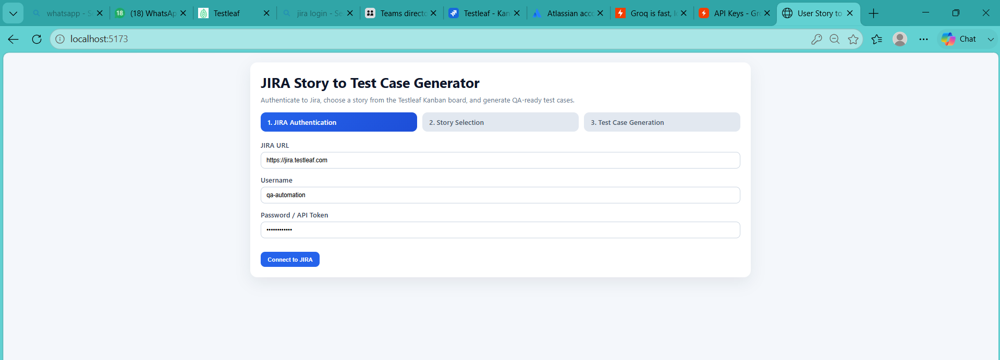 whatsapp - S
18 (18) WhatsAp
Testleaf
jira login - Se
Teams directo
Testleaf - Kan
Atlassian acco
Groq is fast, l
API Keys - Gr
User Story to
localhost:5173
Chat
JIRA Story to Test Case Generator
Authenticate to Jira, choose a story from the Testleaf Kanban board, and generate QA-ready test cases.
1. JIRA Authentication
2. Story Selection
3. Test Case Generation
JIRA URL
https://jira.testleaf.com
Username
qa-automation
Password / API Token
••••••••••••
Connect to JIRA